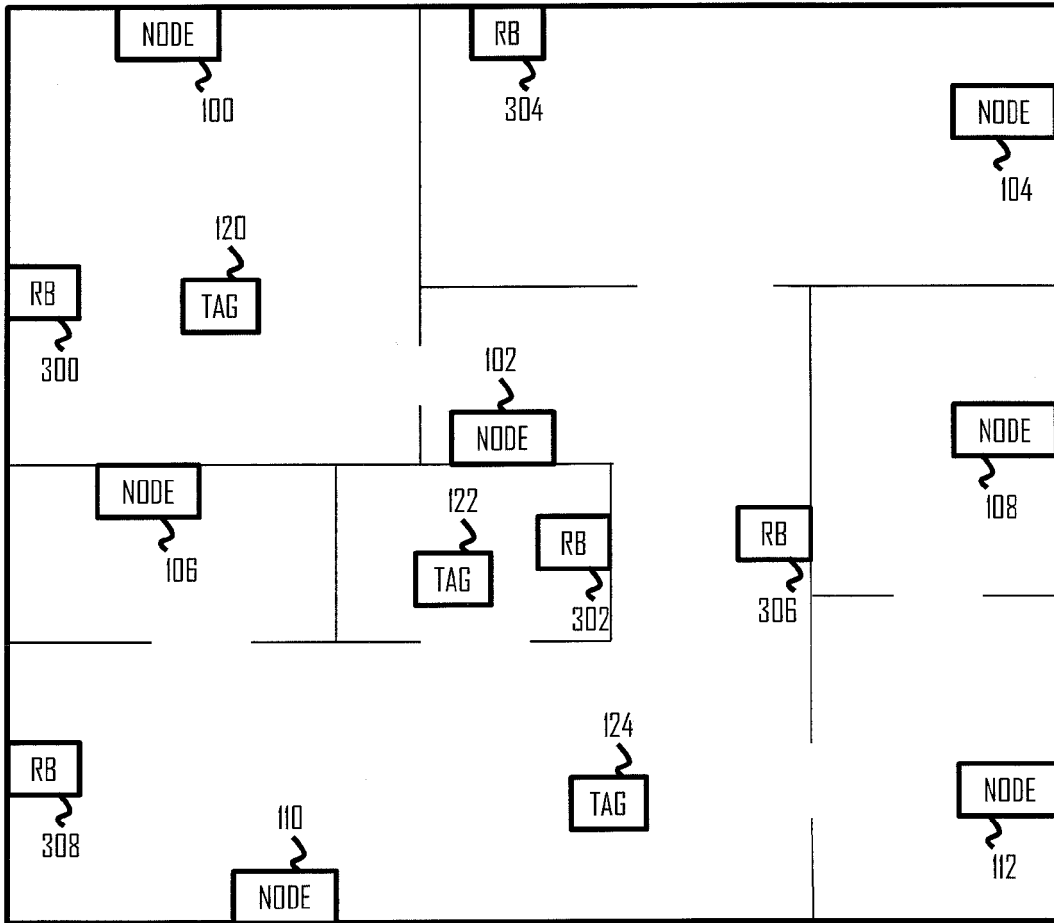 NODE
RB
100
304
NODE
104
120
RB
TAG
300
102
NODE
NODE
108
NODE
106
122
RB
TAG
302
RB
306
124
RB
TAG
308
NODE
112
110
NODE